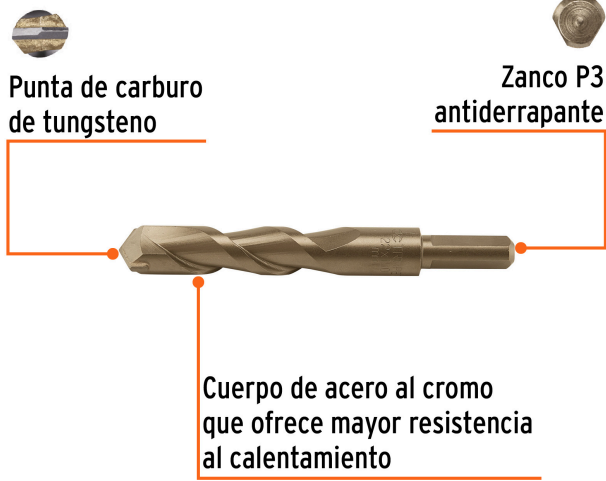 Punta de carburo
de tungsteno
Zanco P3
antiderrapante
Cuerpo de acero al cromo
que ofrece mayor resistencia
al calentamiento